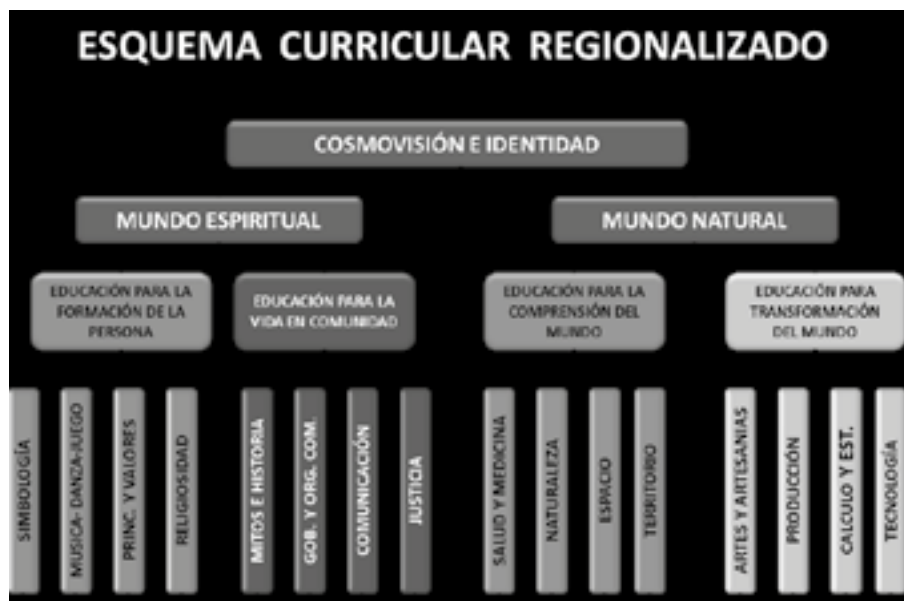 ESQUEMA CURRICULAR REGIONALIZADO
COSMOVISIÓN E IDENTIDAD
MUNDO ESPIRITUAL
MUNDO NATURAL
EDUCACIÓN PARA LA
FORMACIÓN DE LA
PERSONA
EDUCACIÓN PARA LA
VIDA EN COMUNIDAD
EDUCACIÓN PARA LA
COMPRENSIÓN DEL
MUNDO
EDUCACIÓN PARA
TRANSFORMACIÓN
DEL MUNDO
SIMBOLOGÍA
MUSICA- DANZA-JUEGO
PRINC. Y VALORES
RELIGIOSIDAD
MITOS E HISTORIA
GOB. Y ORG. COM.
COMUNICACIÓN
JUSTICIA
SALUD Y MEDICINA
NATURALEZA
ESPACIO
TERRITORIO
ARTES Y ARTESANIAS
PRODUCCIÓN
CALCULO Y EST.
TECNOLOGÍA